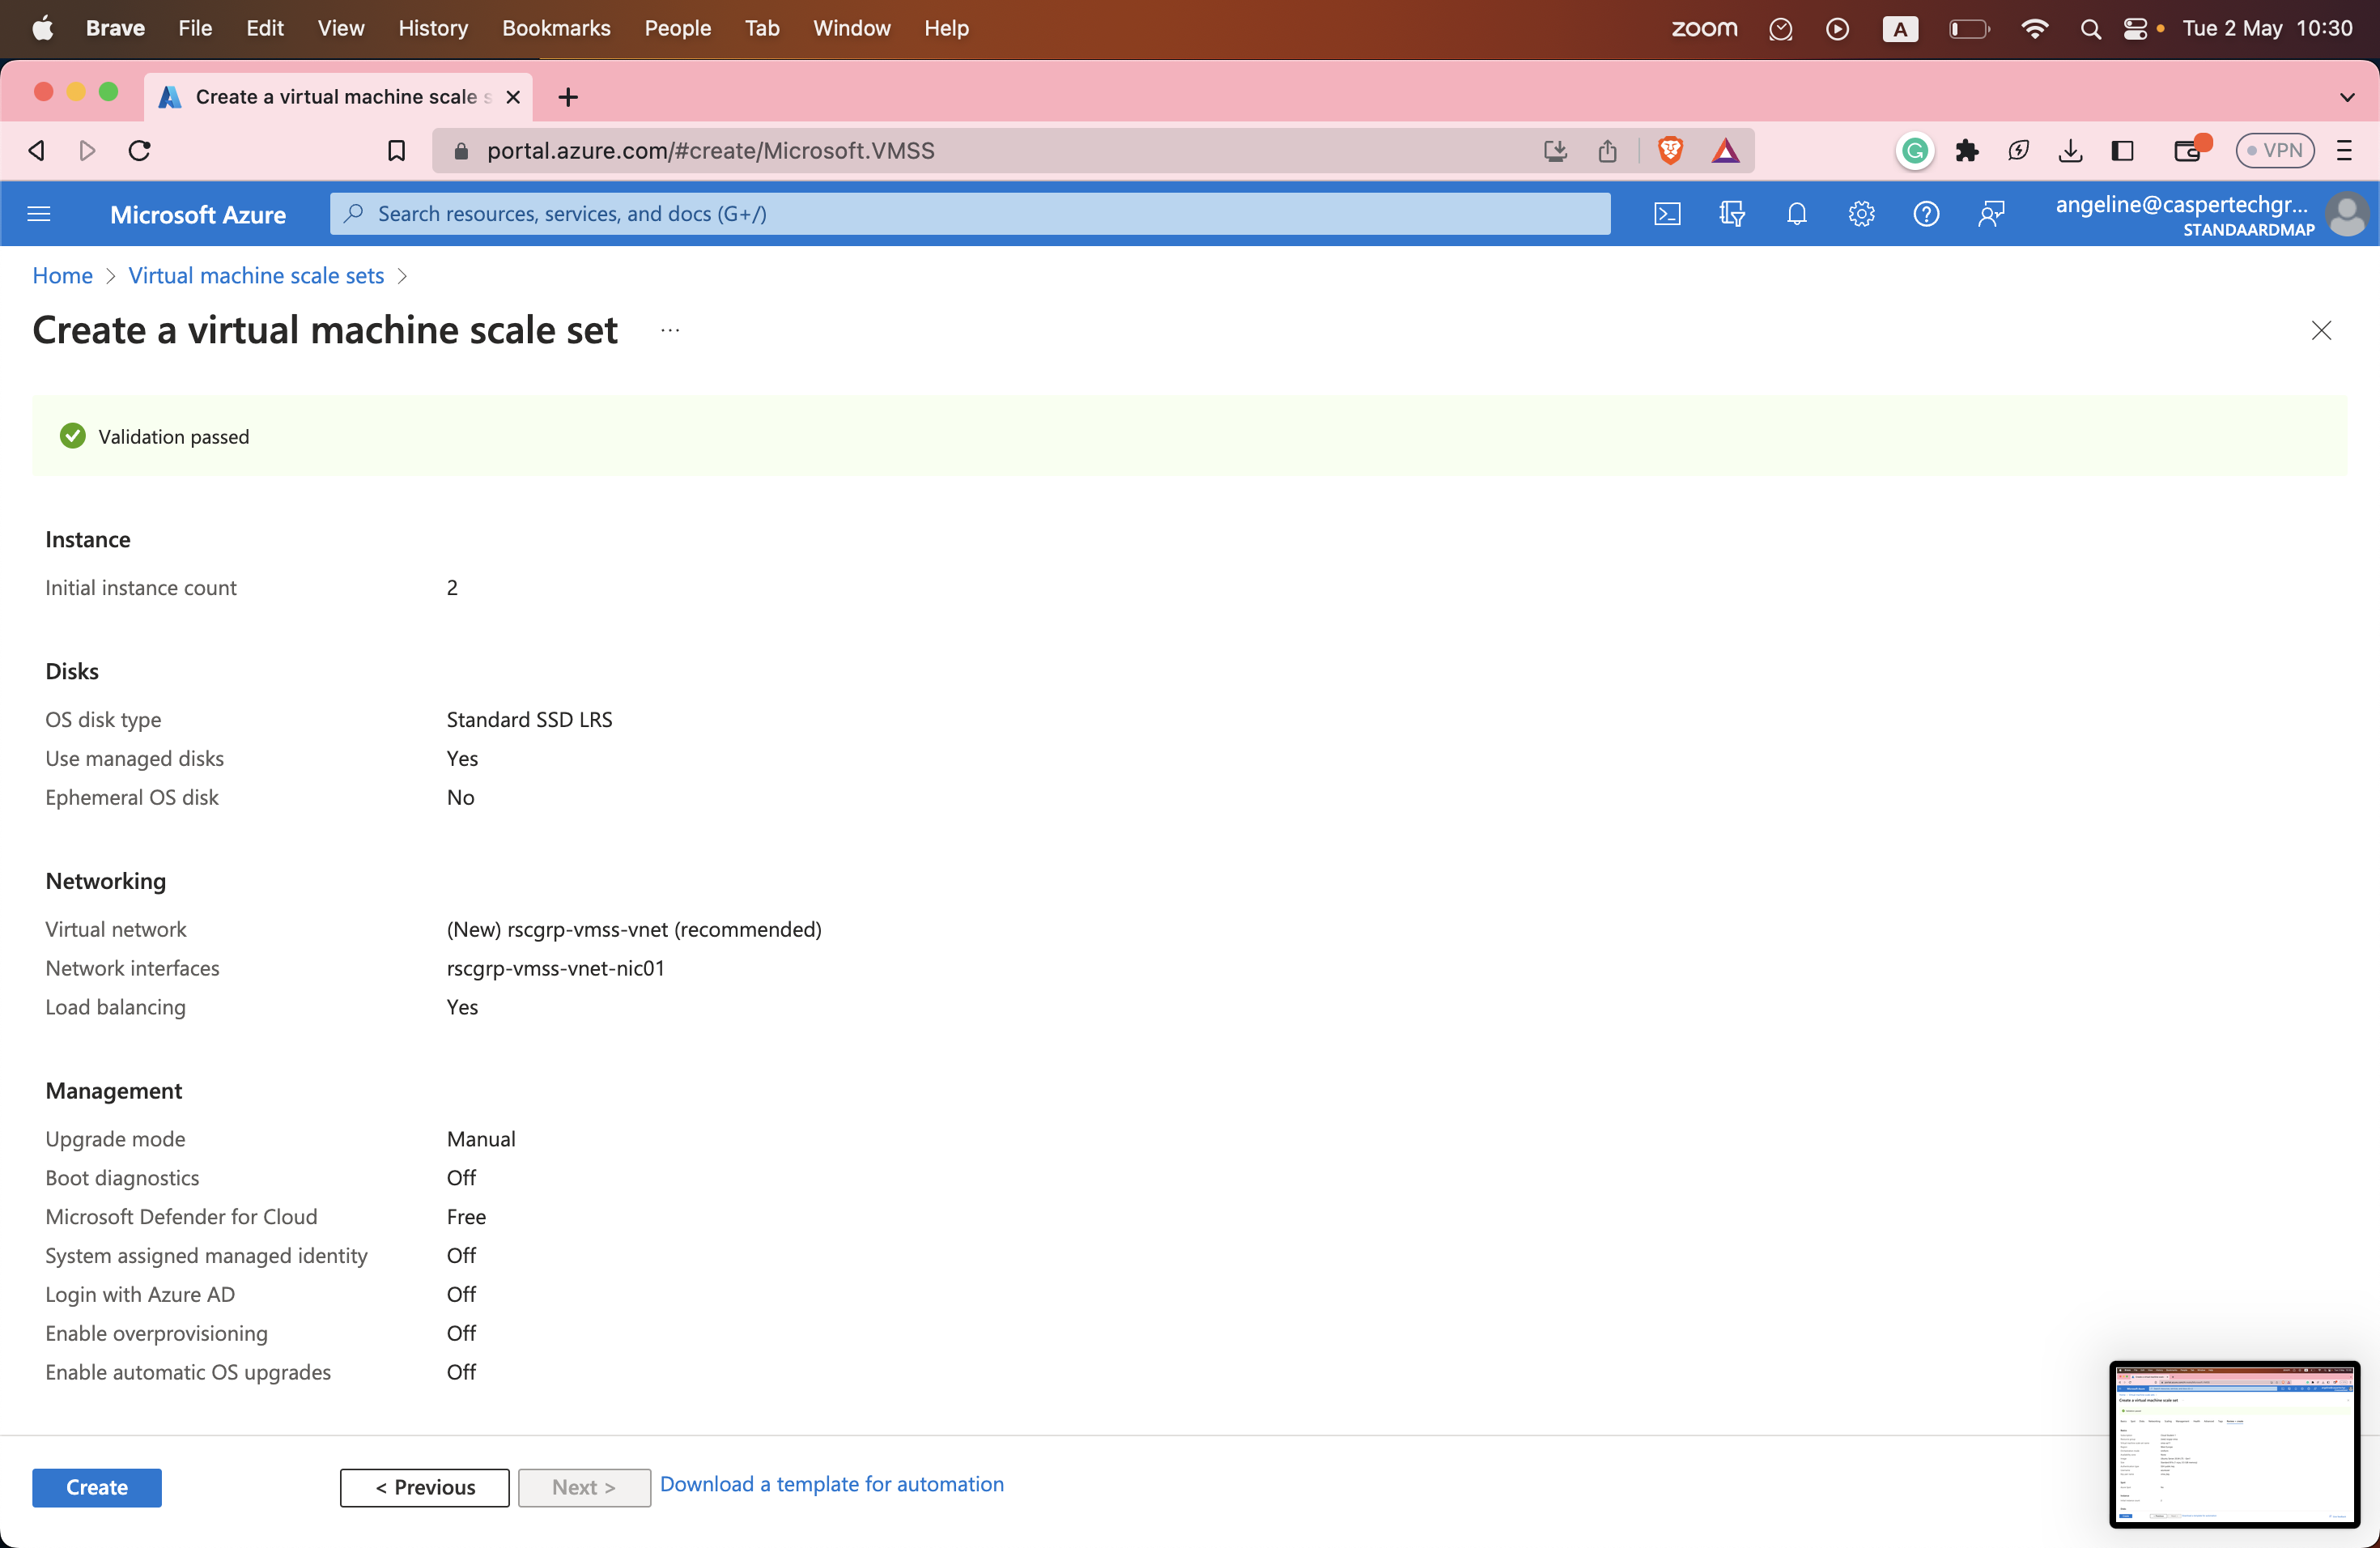 Brave File Edit View History Bookmarks People Tab Window Help zoom A Tue 2 May 10:30
Create a virtual machine scale s
portal.azure.com/#create/Microsoft.VMSS VPN
Microsoft Azure Search resources, services, and docs (G+/) angeline@caspertechgr...
STANDAARDMAP
Home > Virtual machine scale sets >
Create a virtual machine scale set ...
Validation passed
Instance
Initial instance count 2
Disks
OS disk type Standard SSD LRS
Use managed disks Yes
Ephemeral OS disk No
Networking
Virtual network (New) rscgrp-vmss-vnet (recommended)
Network interfaces rscgrp-vmss-vnet-nic01
Load balancing Yes
Management
Upgrade mode Manual
Boot diagnostics Off
Microsoft Defender for Cloud Free
System assigned managed identity Off
Login with Azure AD Off
Enable overprovisioning Off
Enable automatic OS upgrades Off
Create < Previous Next > Download a template for automation